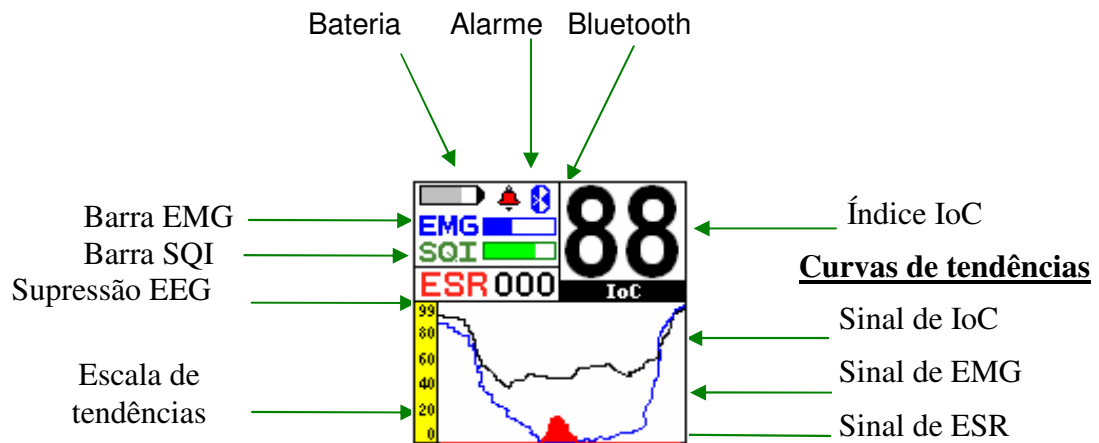 Bateria Alarme Bluetooth
Barra EMG
Barra SQI
Supressão EEG
Escala de
tendências
EMG
SQI
ESR 000
88
IoC
99
80
60
40
20
0
Índice IoC
Curvas de tendências
Sinal de IoC
Sinal de EMG
Sinal de ESR